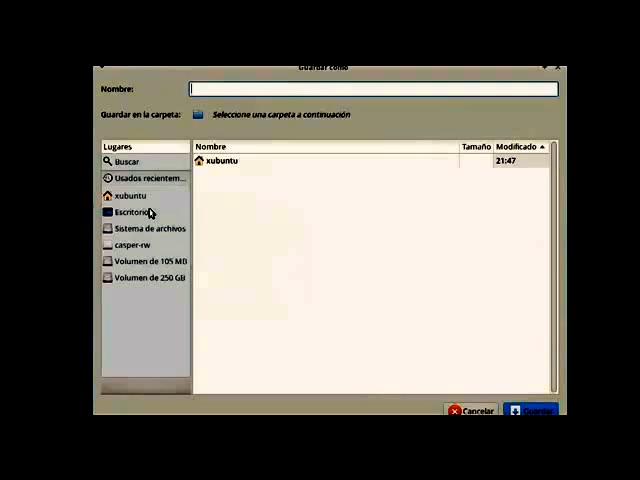 Guardar como
Nombre:
Guardar en la carpeta: Seleccione una carpeta a continuación
Lugares
Nombre Tamaño Modificado
Buscar
xubuntu 21:47
Usados recientem...
xubuntu
Escritorio
Sistema de archivos
casper-rw
Volumen de 105 MB
Volumen de 250 GB
Cancelar Guardar